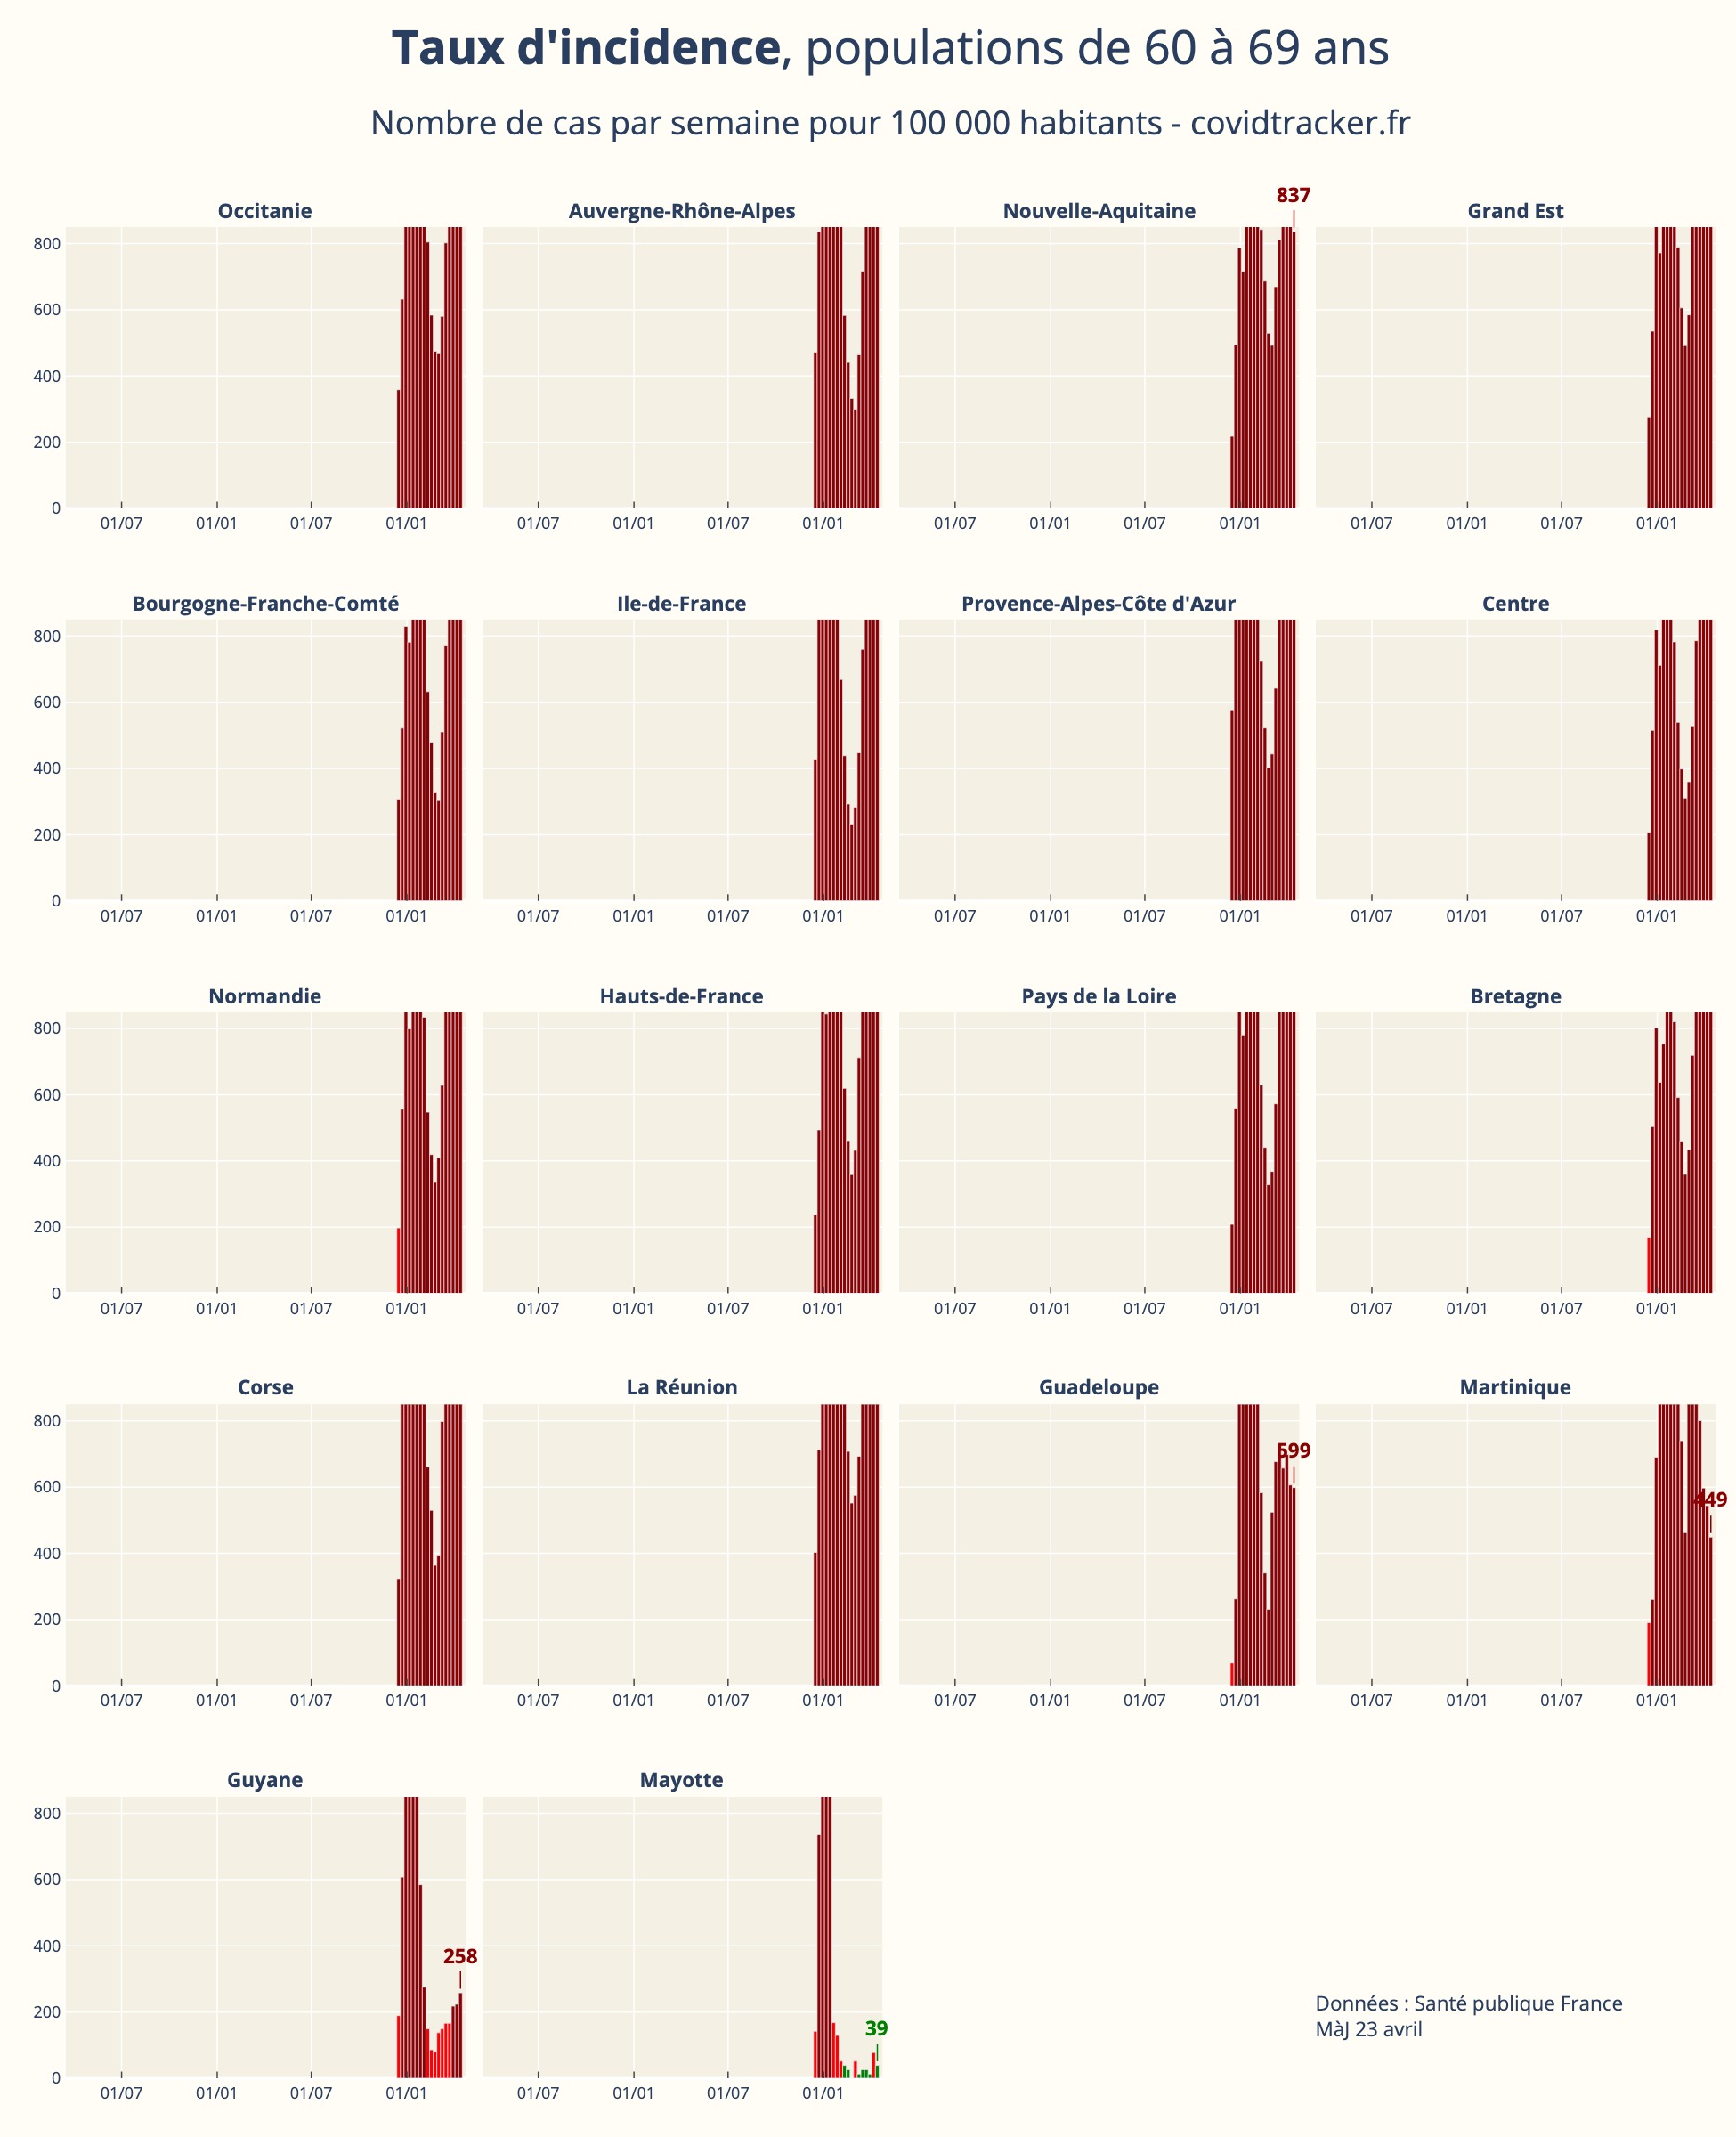 Taux d'incidence, populations de 60 à 69 ans
Nombre de cas par semaine pour 100 000 habitants - covidtracker.fr
837
Occitanie Auvergne-Rhône-Alpes Nouvelle-Aquitaine Grand Est
800
600
400
200
0
01/07 01/01 01/07 01/01 01/07 01/01 01/07 01/01 01/07 01/01 01/07 01/01 01/07 01/01 01/07 01/01
Bourgogne-Franche-Comté Ile-de-France Provence-Alpes-Côte d'Azur Centre
800
600
400
200
0
01/07 01/01 01/07 01/01 01/07 01/01 01/07 01/01 01/07 01/01 01/07 01/01 01/07 01/01 01/07 01/01
Normandie Hauts-de-France Pays de la Loire Bretagne
800
600
400
200
0
01/07 01/01 01/07 01/01 01/07 01/01 01/07 01/01 01/07 01/01 01/07 01/01 01/07 01/01 01/07 01/01
Corse La Réunion Guadeloupe Martinique
800
599
600
449
400
200
0
01/07 01/01 01/07 01/01 01/07 01/01 01/07 01/01 01/07 01/01 01/07 01/01 01/07 01/01 01/07 01/01
Guyane Mayotte
800
600
400
258
200
39
0
01/07 01/01 01/07 01/01 01/07 01/01 01/07 01/01
Données : Santé publique France
MàJ 23 avril